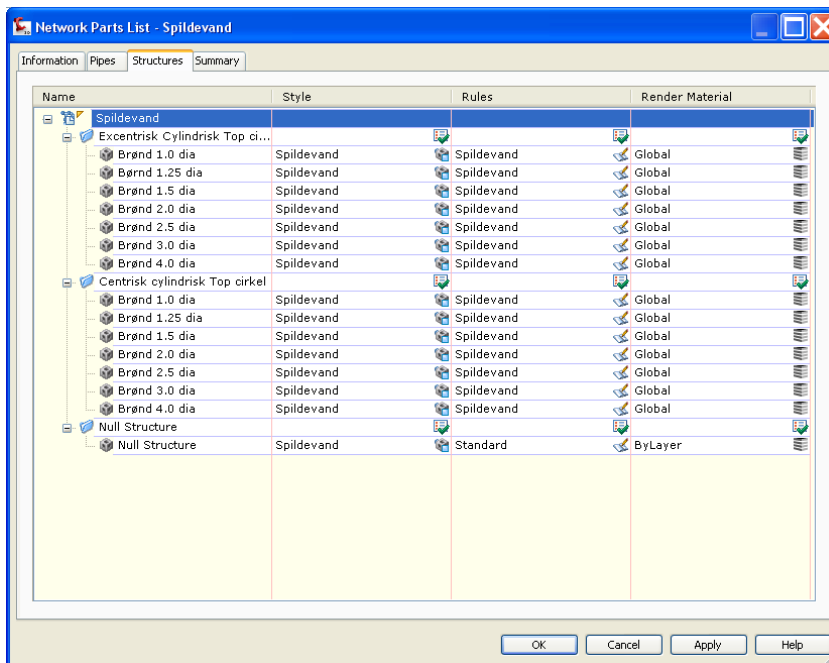 Network Parts List - Spildevand
Information Pipes Structures Summary
Name Style Rules Render Material
Spildevand
Excentrisk Cylindrisk Top ci...
Brønd 1.0 dia Spildevand Spildevand Global
Børnd 1.25 dia Spildevand Spildevand Global
Brønd 1.5 dia Spildevand Spildevand Global
Brønd 2.0 dia Spildevand Spildevand Global
Brønd 2.5 dia Spildevand Spildevand Global
Brønd 3.0 dia Spildevand Spildevand Global
Brønd 4.0 dia Spildevand Spildevand Global
Centrisk cylindrisk Top cirkel
Brønd 1.0 dia Spildevand Spildevand Global
Brønd 1.25 dia Spildevand Spildevand Global
Brønd 1.5 dia Spildevand Spildevand Global
Brønd 2.0 dia Spildevand Spildevand Global
Brønd 2.5 dia Spildevand Spildevand Global
Brønd 3.0 dia Spildevand Spildevand Global
Brønd 4.0 dia Spildevand Spildevand Global
Null Structure
Null Structure Spildevand Standard ByLayer
OK Cancel Apply Help